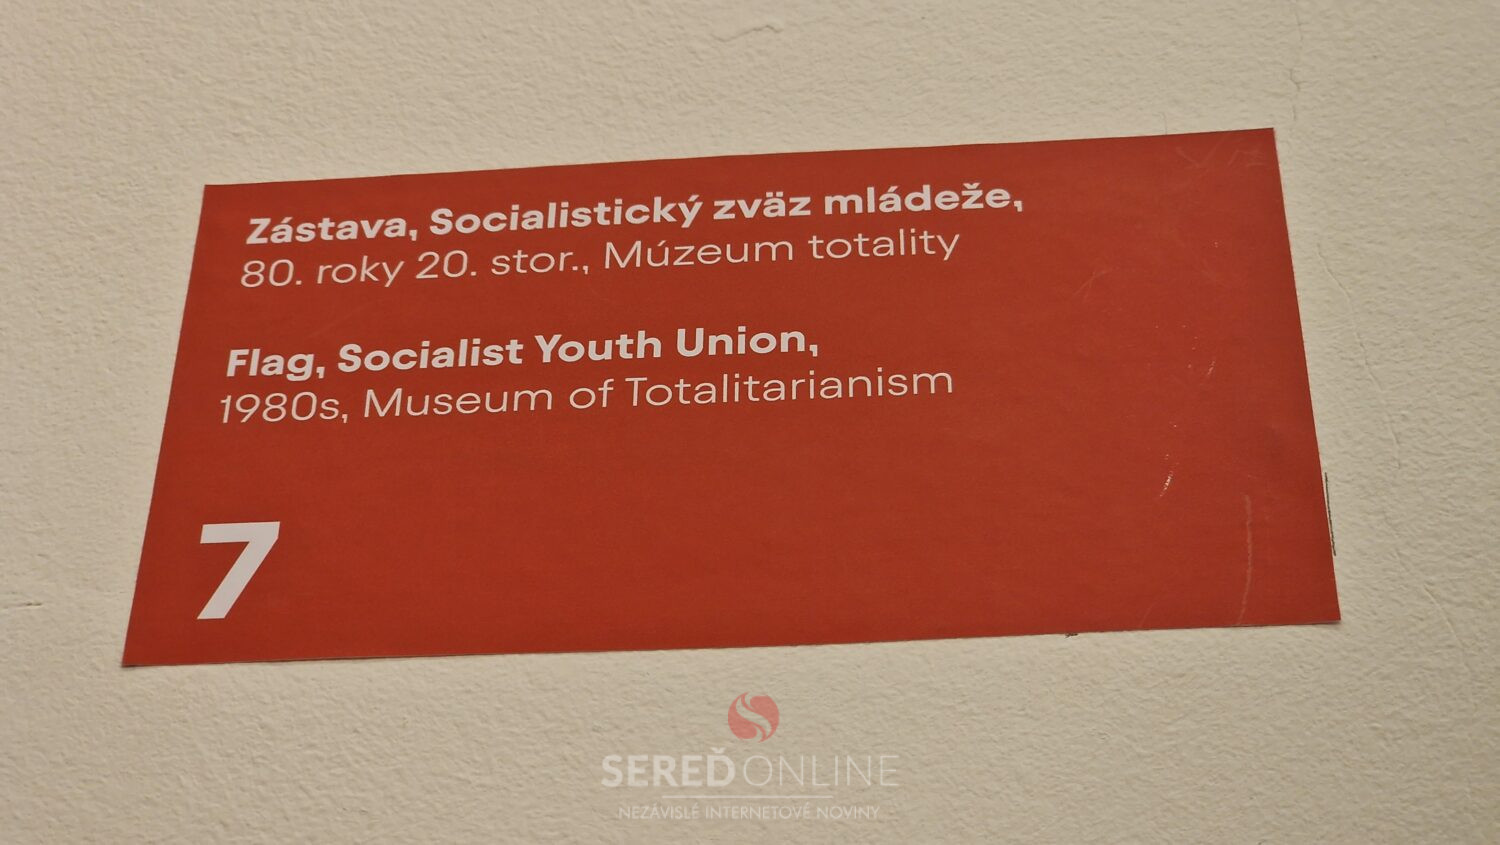 Zástava, Socialistický zväz mládeže,
80. roky 20. stor., Múzeum totality
Flag, Socialist Youth Union,
1980s, Museum of Totalitarianism
7
SEREĎ ONLINE
NEZÁVISLÉ INTERNETOVÉ NOVINY